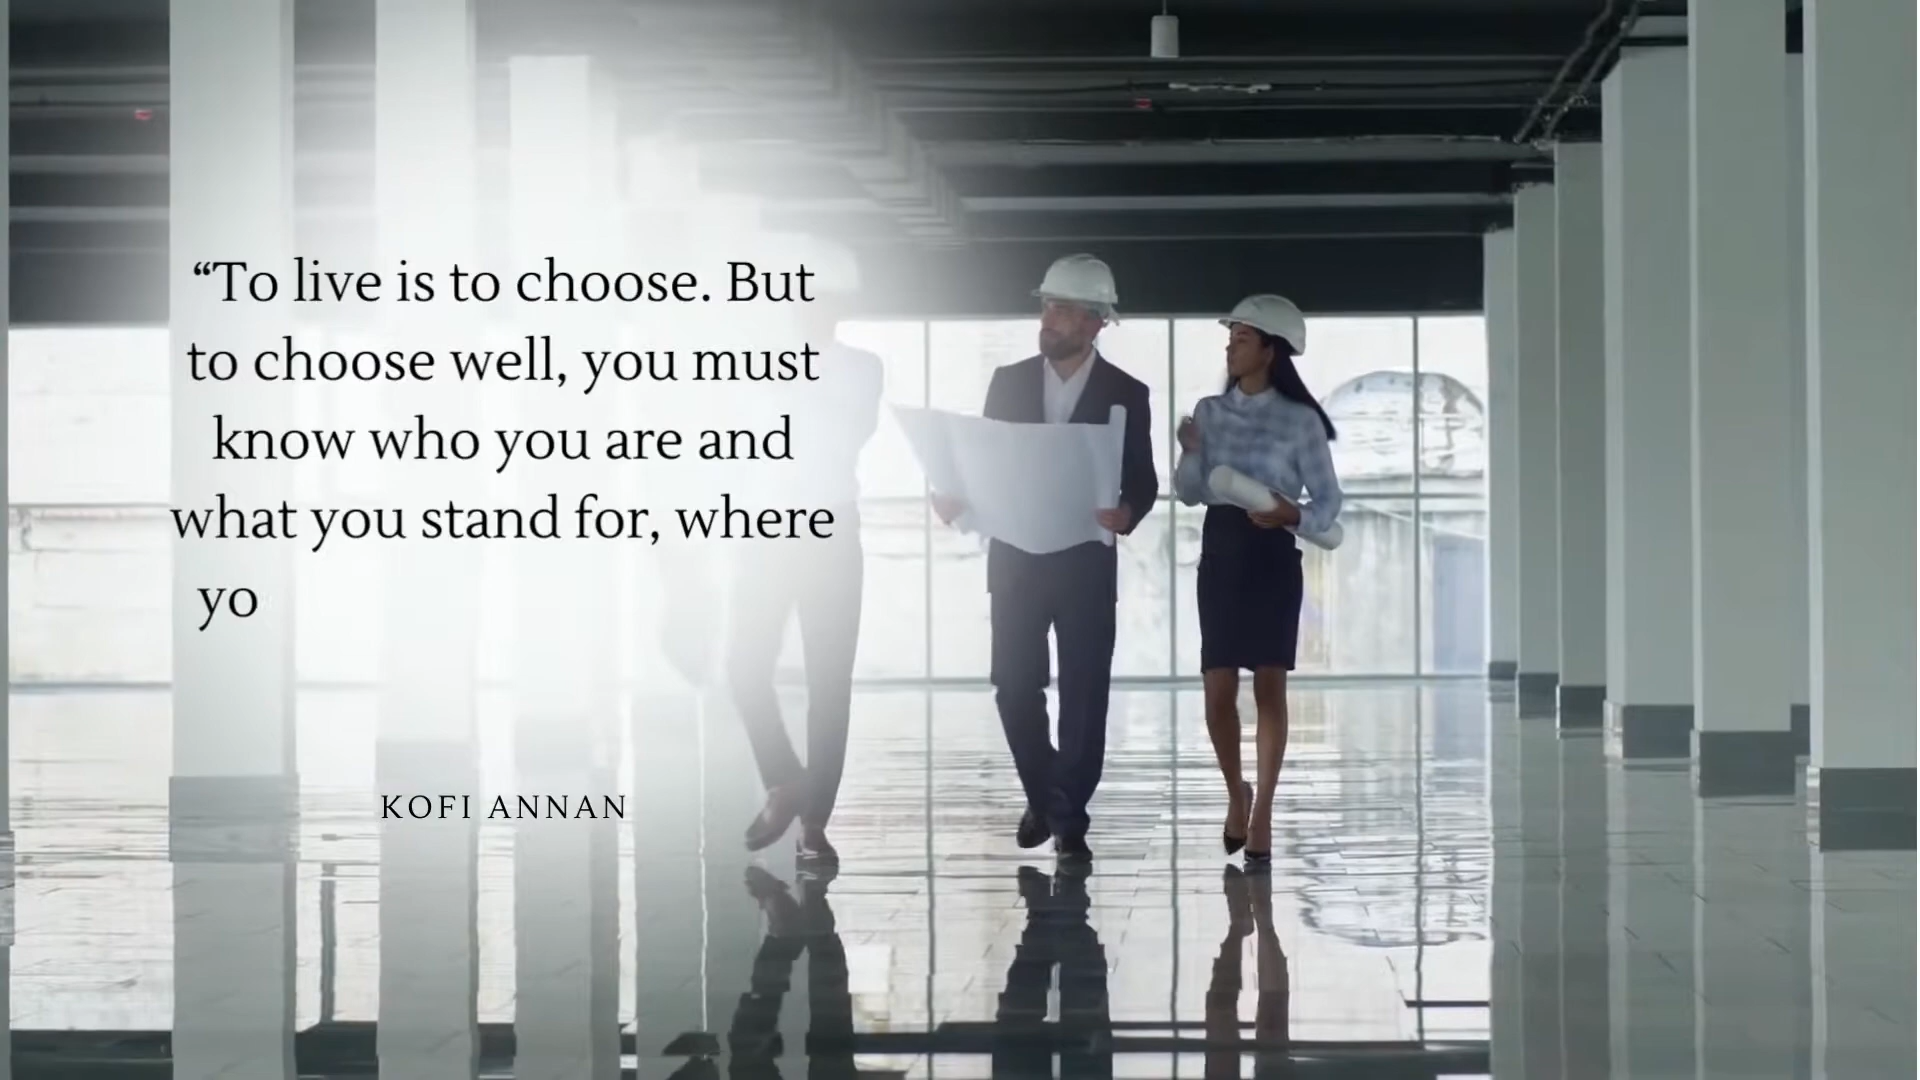 “To live is to choose. But
to choose well, you must
know who you are and
what you stand for, where
yo
KOFI ANNAN